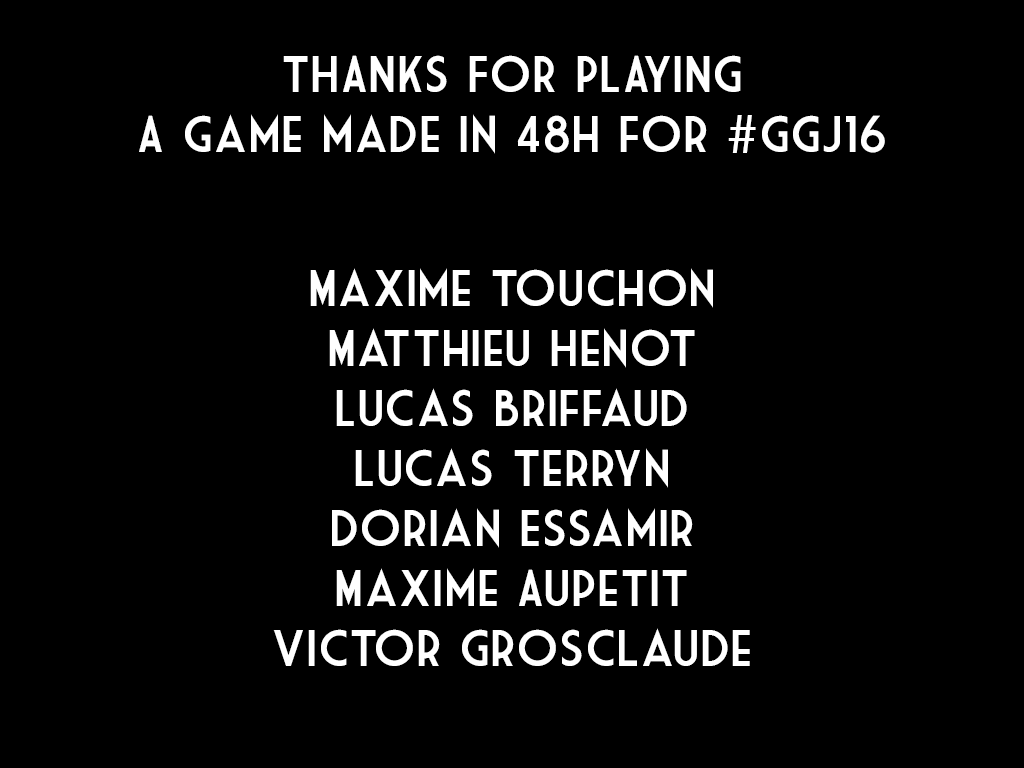 THANKS FOR PLAYING
A GAME MADE IN 48H FOR #GGJ16
MAXIME TOUCHON
MATTHIEU HENOT
LUCAS BRIFFAUD
LUCAS TERRYN
DORIAN ESSAMIR
MAXIME AUPETIT
VICTOR GROSCLAUDE